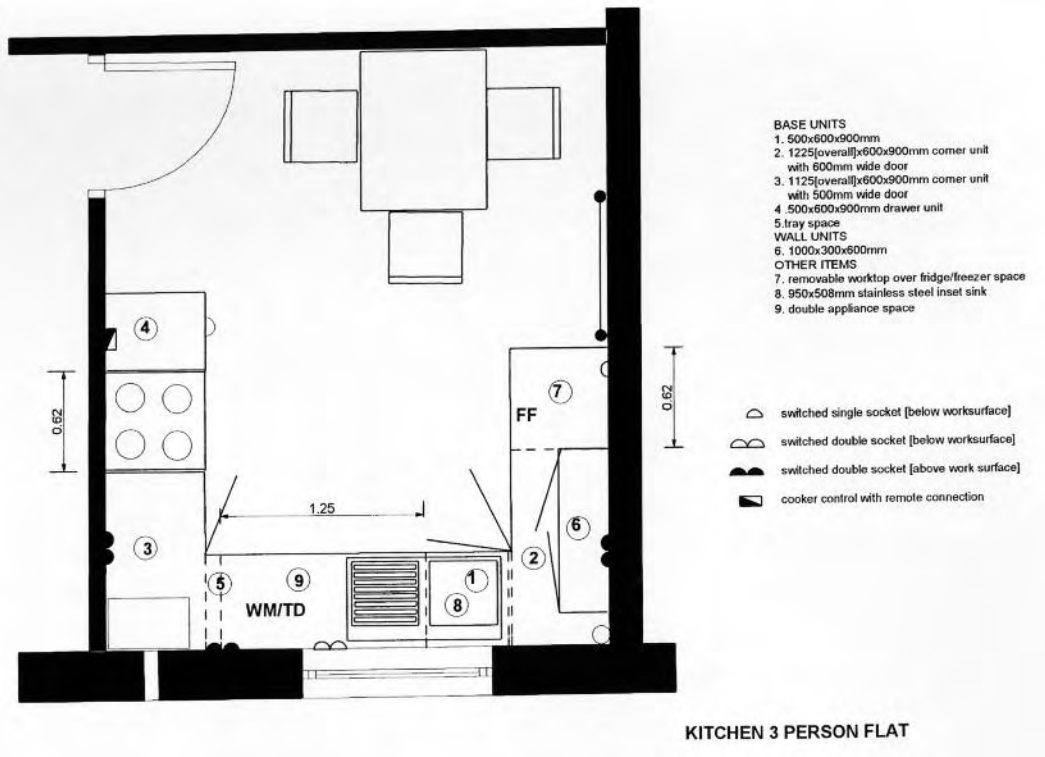 BASE UNITS
1. 500x600x900mm
2. 1225[overall]x600x900mm corner unit
with 600mm wide door
3. 1125[overall]x600x900mm corner unit
with 500mm wide door
4 .500x600x900mm drawer unit
5.tray space
WALL UNITS
6. 1000x300x600mm
OTHER ITEMS
7. removable worktop over fridge/freezer space
8. 950x508mm stainless steel inset sink
9. double appliance space
4
0.62
7
FF
0.62
switched single socket [below worksurface]
switched double socket [below worksurface]
switched double socket [above work surface]
cooker control with remote connection
1.25
3
6
2
5
9
1
8
WM/TD
KITCHEN 3 PERSON FLAT